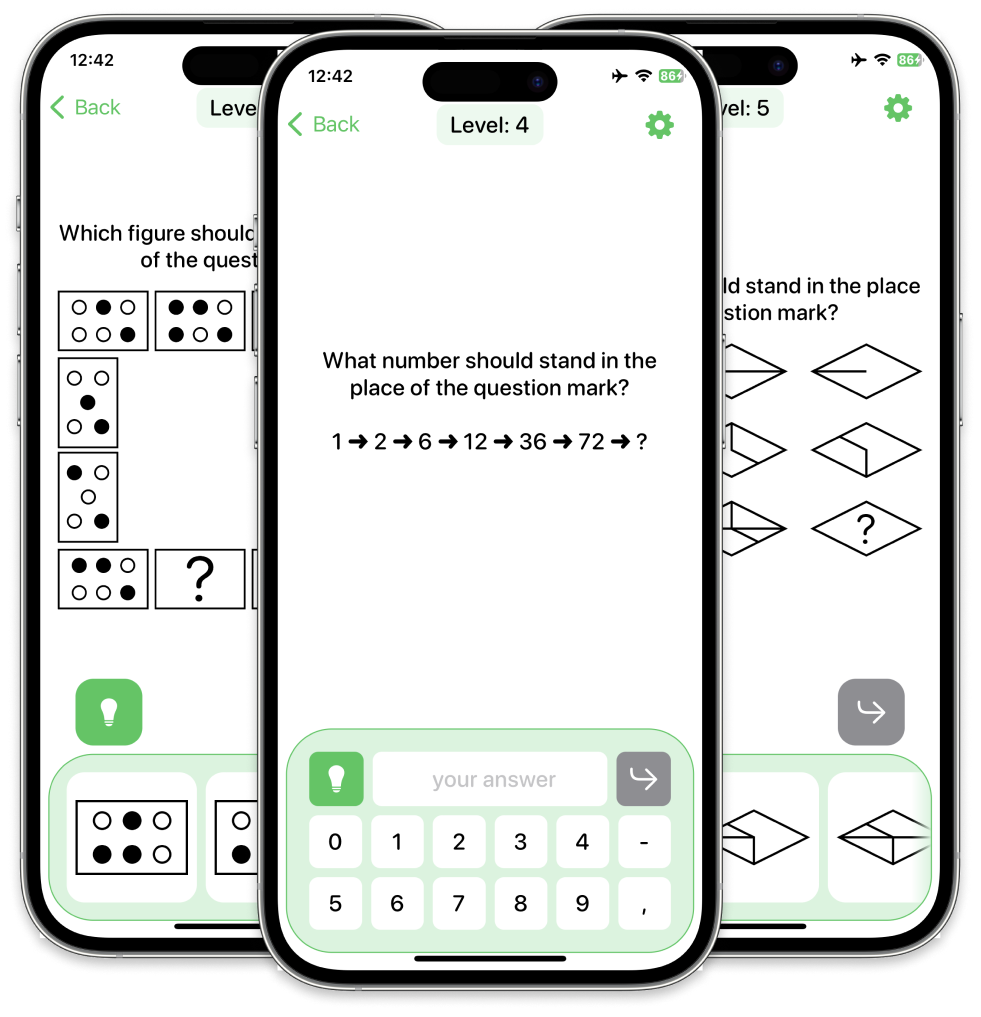 12:42
Back
Leve
Which figure should
of the quest
?
12:42
86
Back
Level: 4
What number should stand in the
place of the question mark?
1 ➜ 2 ➜ 6 ➜ 12 ➜ 36 ➜ 72 ➜ ?
your answer
0 1 2 3 4 -
5 6 7 8 9 ,
86
vel: 5
ld stand in the place
stion mark?
?